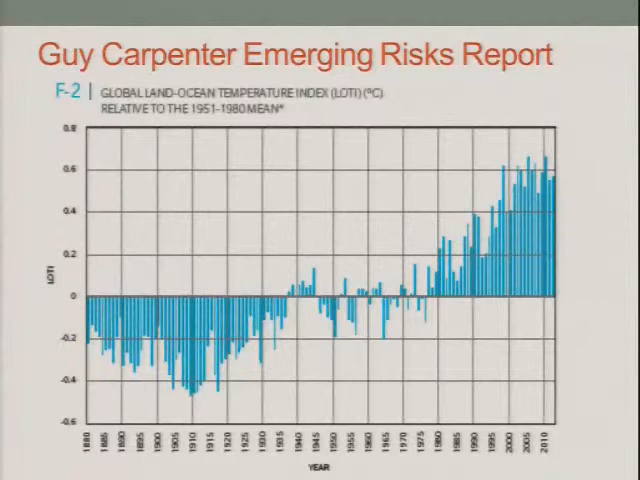 Guy Carpenter Emerging Risks Report
F-2 | GLOBAL LAND-OCEAN TEMPERATURE INDEX (LOTI) (°C)
RELATIVE TO THE 1951-1980 MEAN*
0.8
0.6
0.4
0.2
0
-0.2
-0.4
-0.6
LOTI
1880 1885 1890 1895 1900 1905 1910 1915 1920 1925 1930 1935 1940 1945 1950 1955 1960 1965 1970 1975 1980 1985 1990 1995 2000 2005 2010
YEAR